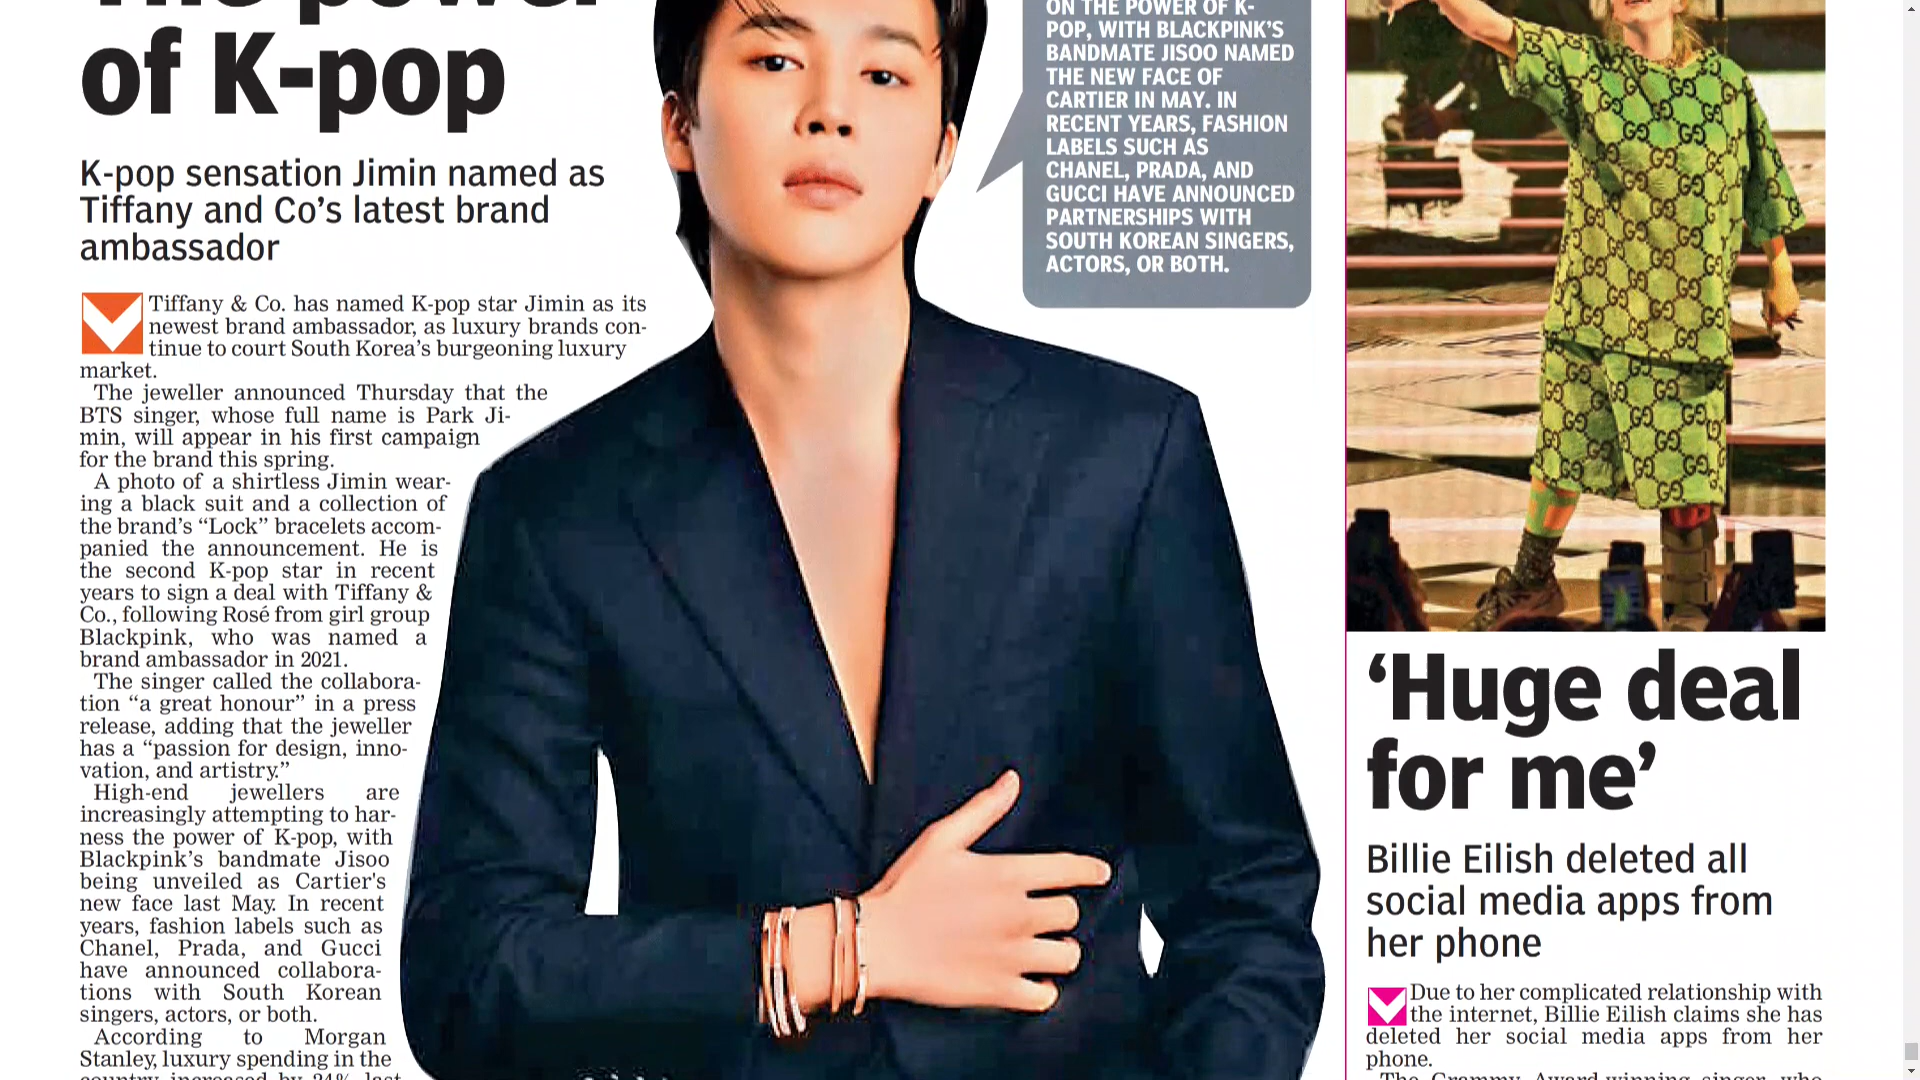 The power
of K-pop
K-pop sensation Jimin named as
Tiffany and Co’s latest brand
ambassador
Tiffany & Co. has named K-pop star Jimin as its
newest brand ambassador, as luxury brands con-
tinue to court South Korea’s burgeoning luxury
market.
The jeweller announced Thursday that the
BTS singer, whose full name is Park Ji-
min, will appear in his first campaign
for the brand this spring.
A photo of a shirtless Jimin wear-
ing a black suit and a collection of
the brand’s “Lock” bracelets accom-
panied the announcement. He is
the second K-pop star in recent
years to sign a deal with Tiffany &
Co., following Rosé from girl group
Blackpink, who was named a
brand ambassador in 2021.
The singer called the collabora-
tion “a great honour” in a press
release, adding that the jeweller
has a “passion for design, inno-
vation, and artistry.”
High-end jewellers are
increasingly attempting to har-
ness the power of K-pop, with
Blackpink’s bandmate Jisoo
being unveiled as Cartier's
new face last May. In recent
years, fashion labels such as
Chanel, Prada, and Gucci
have announced collabora-
tions with South Korean
singers, actors, or both.
According to Morgan
Stanley, luxury spending in the
country increased by 24% last
ON THE POWER OF K-
POP, WITH BLACKPINK’S
BANDMATE JISOO NAMED
THE NEW FACE OF
CARTIER IN MAY. IN
RECENT YEARS, FASHION
LABELS SUCH AS
CHANEL, PRADA, AND
GUCCI HAVE ANNOUNCED
PARTNERSHIPS WITH
SOUTH KOREAN SINGERS,
ACTORS, OR BOTH.
‘Huge deal
for me’
Billie Eilish deleted all
social media apps from
her phone
Due to her complicated relationship with
the internet, Billie Eilish claims she has
deleted her social media apps from her
phone.
The Grammy Award-winning singer, who